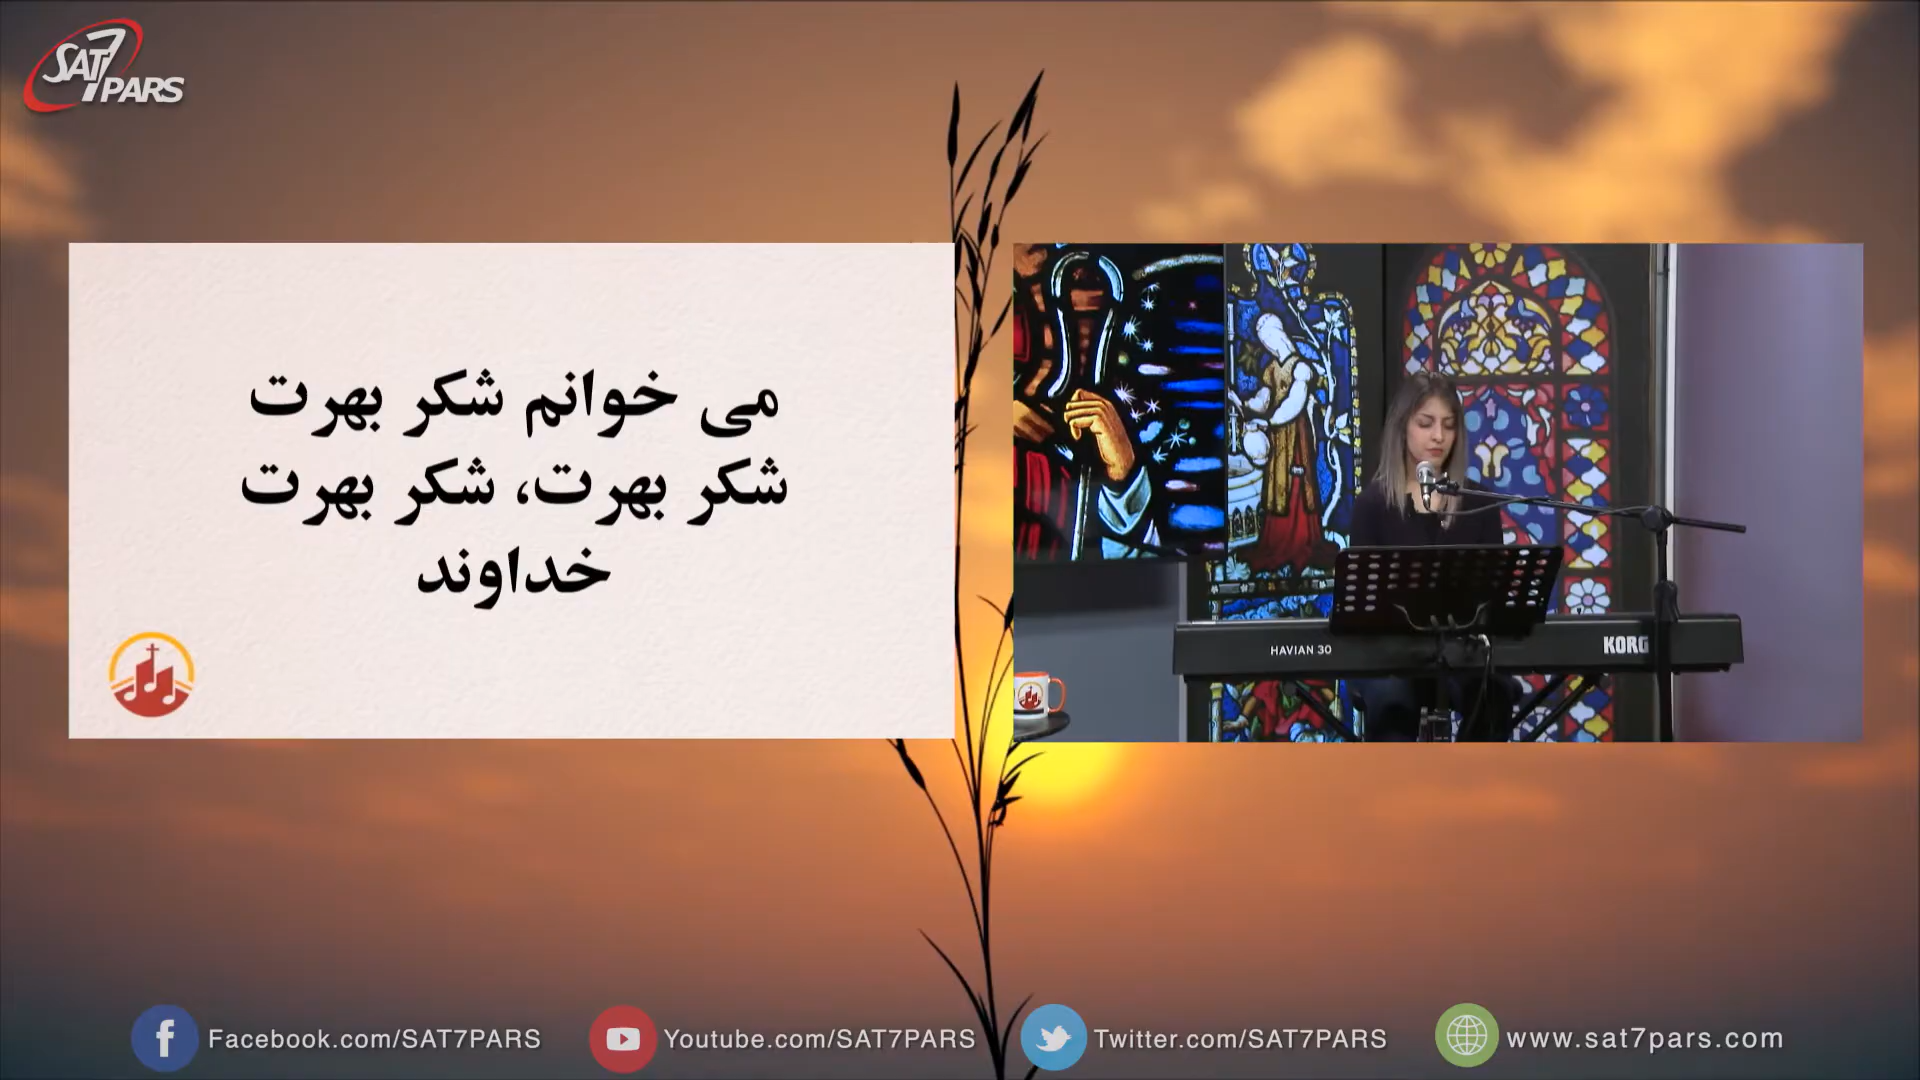 SAT7PARS
می خوانم شکر بهرت
شکر بهرت، شکر بهرت
خداوند
HAVIAN 30
KORG
Facebook.com/SAT7PARS
Youtube.com/SAT7PARS
Twitter.com/SAT7PARS
www.sat7pars.com